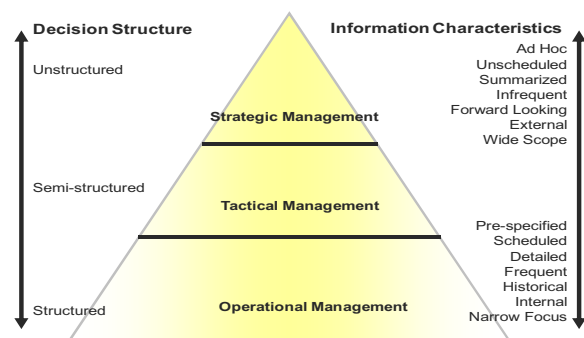 Decision Structure
Information Characteristics
Unstructured
Ad Hoc
Unscheduled
Summarized
Infrequent
Forward Looking
External
Wide Scope
Strategic Management
Semi-structured
Tactical Management
Pre-specified
Scheduled
Detailed
Frequent
Historical
Internal
Narrow Focus
Structured
Operational Management